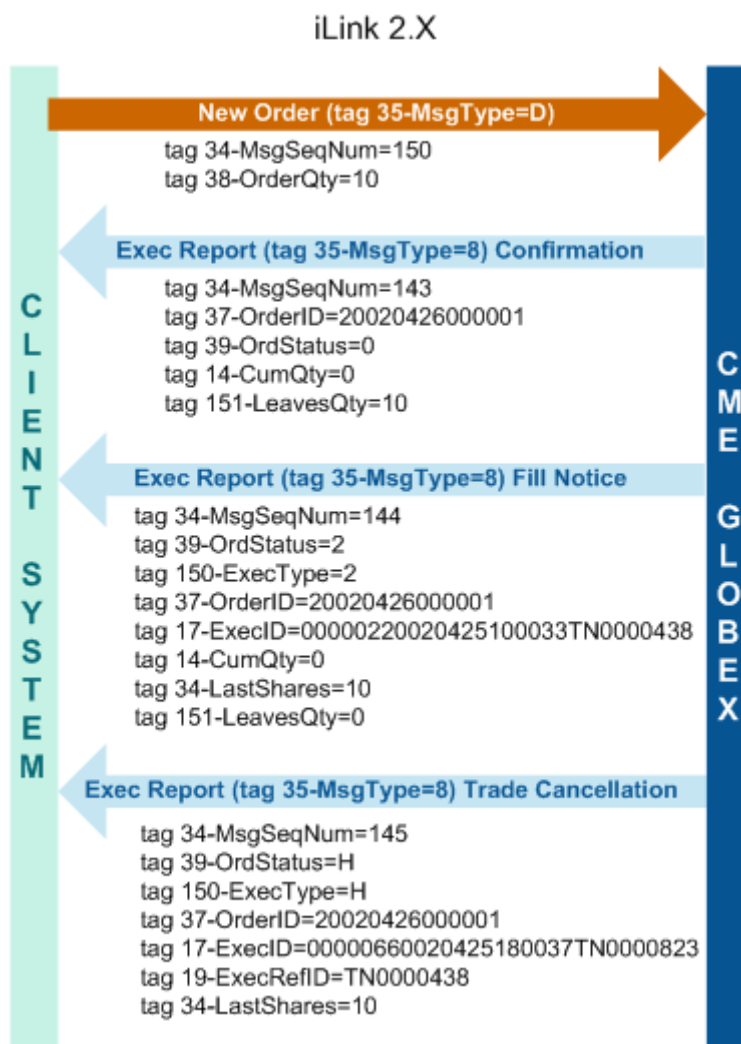 iLink 2.X
New Order (tag 35-MsgType=D)
tag 34-MsgSeqNum=150
tag 38-OrderQty=10
Exec Report (tag 35-MsgType=8) Confirmation
tag 34-MsgSeqNum=143
tag 37-OrderID=20020426000001
tag 39-OrdStatus=0
tag 14-CumQty=0
tag 151-LeavesQty=10
Exec Report (tag 35-MsgType=8) Fill Notice
tag 34-MsgSeqNum=144
tag 39-OrdStatus=2
tag 150-ExecType=2
tag 37-OrderID=20020426000001
tag 17-ExecID=00000220020425100033TN0000438
tag 14-CumQty=0
tag 34-LastShares=10
tag 151-LeavesQty=0
Exec Report (tag 35-MsgType=8) Trade Cancellation
tag 34-MsgSeqNum=145
tag 39-OrdStatus=H
tag 150-ExecType=H
tag 37-OrderID=20020426000001
tag 17-ExecID=00000660020425180037TN0000823
tag 19-ExecRefID=TN0000438
tag 34-LastShares=10
CLIENT SYSTEM
CME GLOBEX